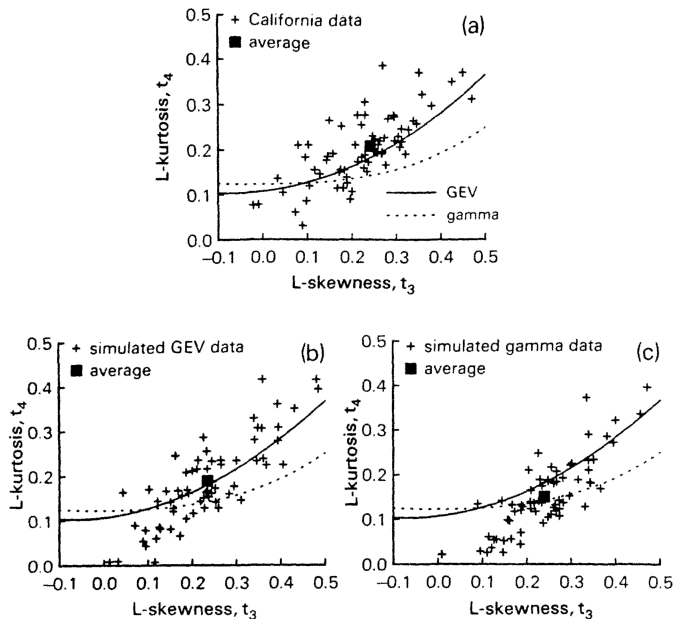 + California data
■ average
(a)
0.5
0.4
0.3
0.2
0.1
0.0
L-kurtosis, t₄
GEV
gamma
−0.1 0.0 0.1 0.2 0.3 0.4 0.5
L-skewness, t₃
+ simulated GEV data
■ average
(b)
0.5
0.4
0.3
0.2
0.1
0.0
L-kurtosis, t₄
−0.1 0.0 0.1 0.2 0.3 0.4 0.5
L-skewness, t₃
+ simulated gamma data
■ average
(c)
0.5
0.4
0.3
0.2
0.1
0.0
L-kurtosis, t₄
−0.1 0.0 0.1 0.2 0.3 0.4 0.5
L-skewness, t₃